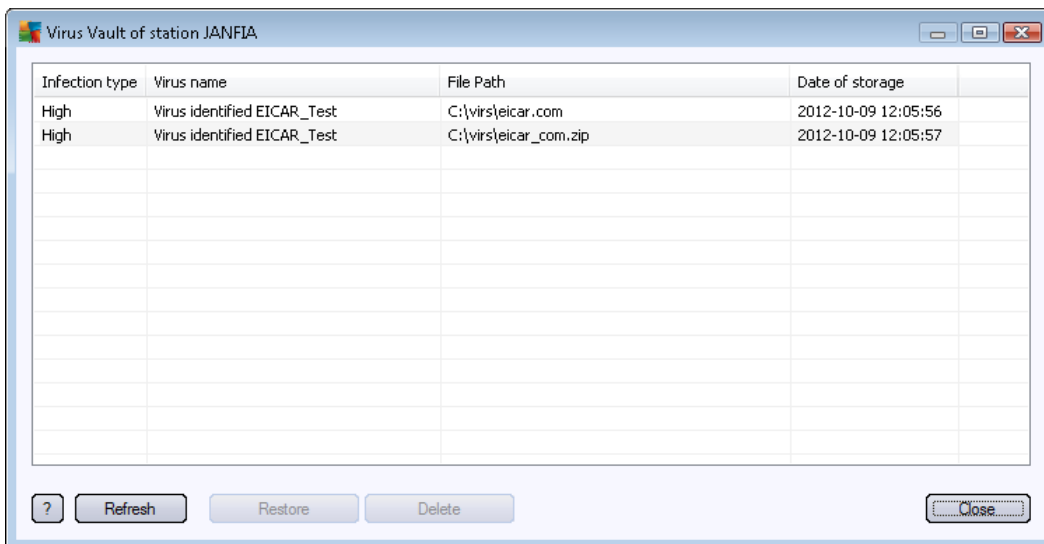 Virus Vault of station JANFIA
Infection type Virus name File Path Date of storage
High Virus identified EICAR_Test C:\virs\eicar.com 2012-10-09 12:05:56
High Virus identified EICAR_Test C:\virs\eicar_com.zip 2012-10-09 12:05:57
? Refresh Restore Delete Close